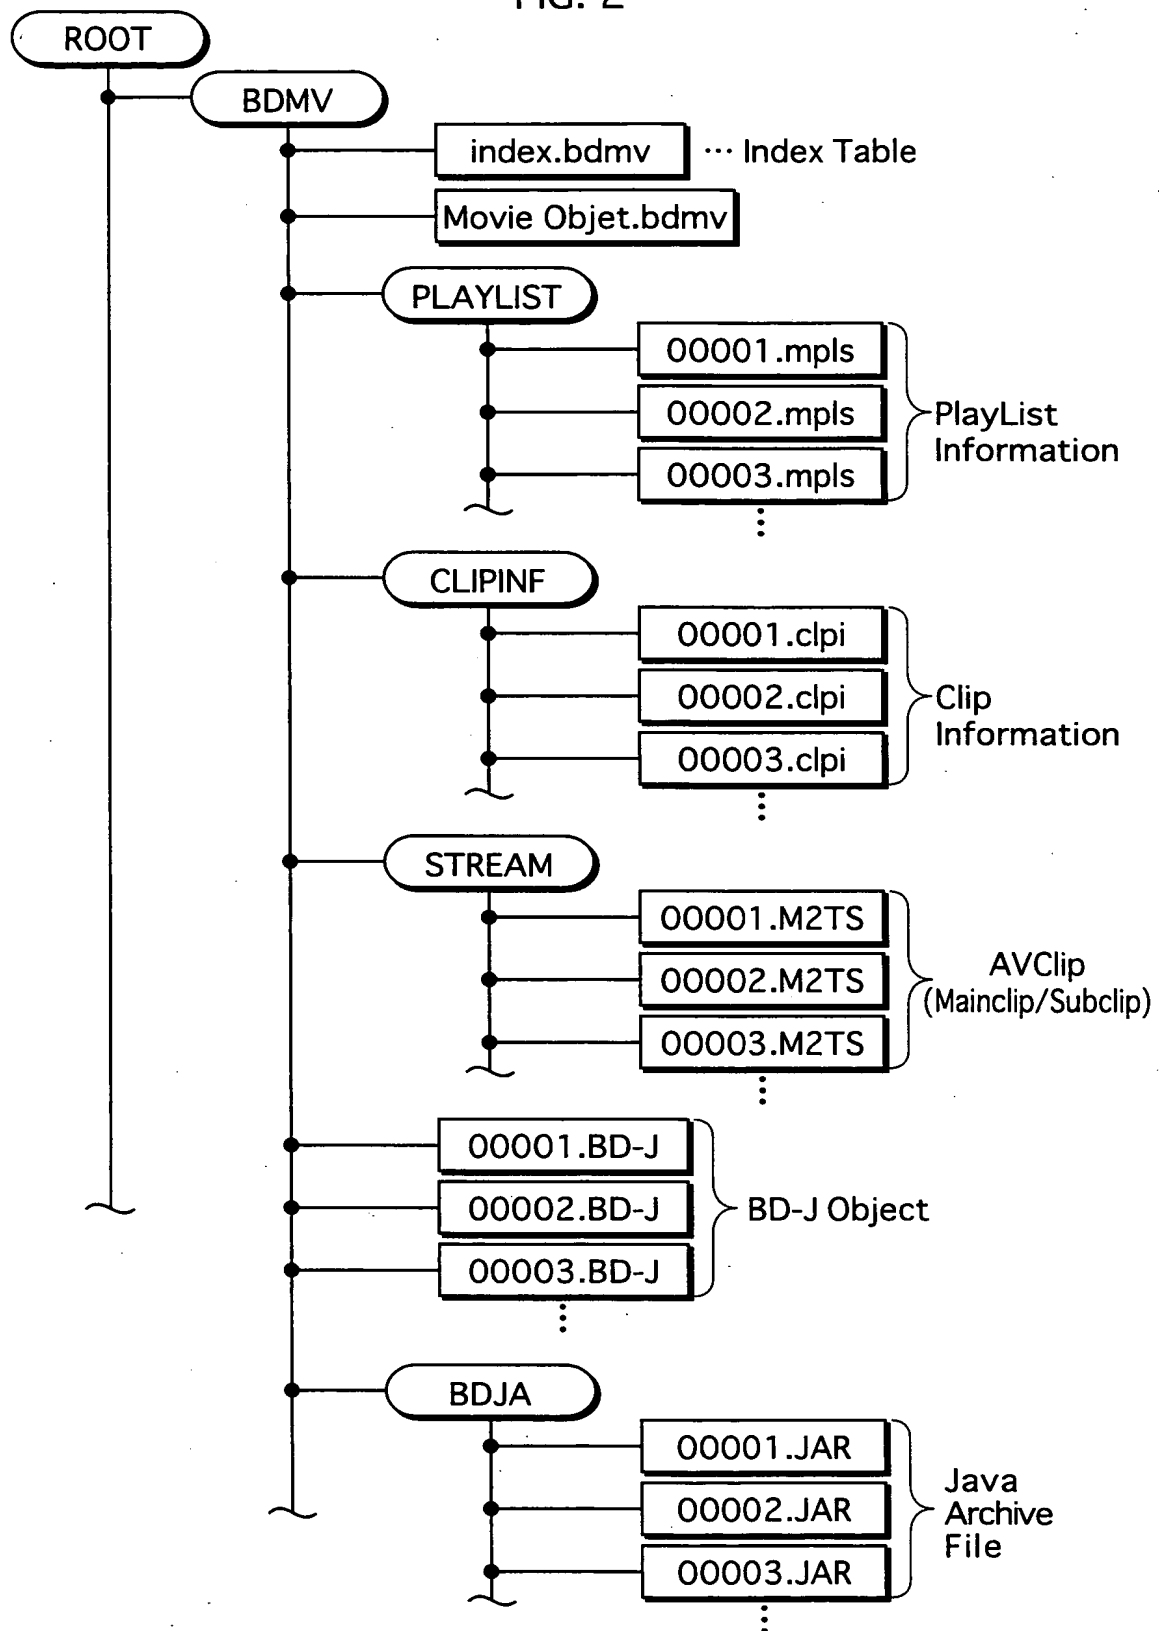 FIG. 2
ROOT
BDMV
index.bdmv ··· Index Table
Movie Objet.bdmv
PLAYLIST
00001.mpls
00002.mpls
00003.mpls
PlayList
Information
CLIPINF
00001.clpi
00002.clpi
00003.clpi
Clip
Information
STREAM
00001.M2TS
00002.M2TS
00003.M2TS
AVClip
(Mainclip/Subclip)
00001.BD-J
00002.BD-J
00003.BD-J
BD-J Object
BDJA
00001.JAR
00002.JAR
00003.JAR
Java
Archive
File